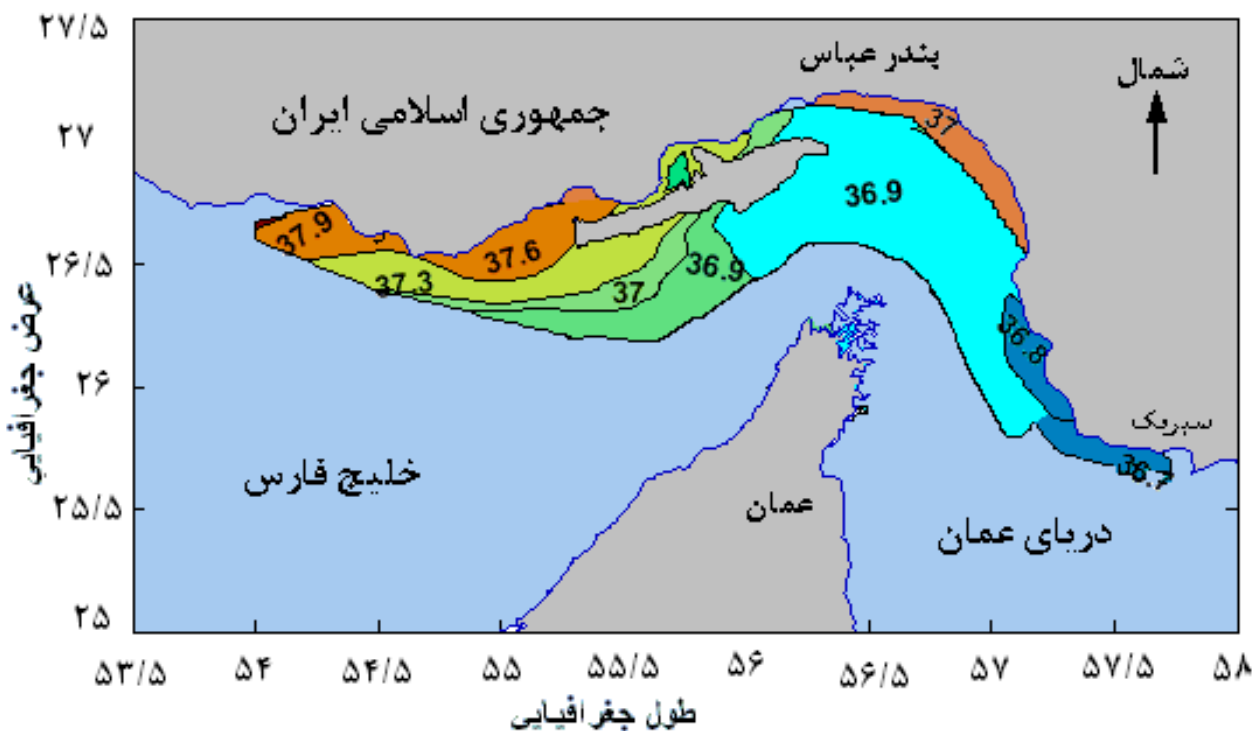 ۲۷/۵
۲۷
۲۶/۵
۲۶
۲۵/۵
۲۵
عرض جغرافیایي
بندر عباس
شمال
جمهوری اسلامی ایران
37
36.9
37.9
37.6
37.3
37
36.9
36.8
سیریک
36.7
خلیج فارس
عمان
دریای عمان
۵۳/۵
۵۴
۵۴/۵
۵۵
۵۵/۵
۵۶
۵۶/۵
۵۷
۵۷/۵
۵۸
طول جغرافیایی